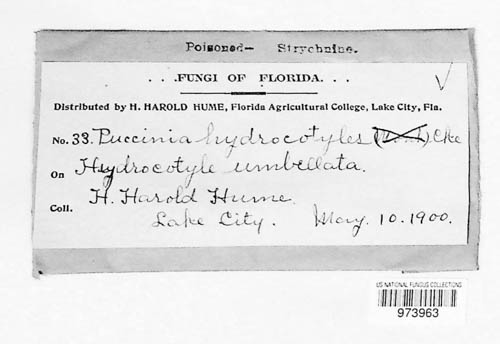 Poisoned- Strychnine.
. . .FUNGI OF FLORIDA. . .
Distributed by H. HAROLD HUME, Florida Agricultural College, Lake City, Fla.
No. 33. Puccinia hydrocotyles (Mont) Cke
On Hydrocotyle umbellata.
Coll. H. Harold Hume.
Lake City. May. 10. 1900.
US NATIONAL FUNGUS COLLECTIONS
973963